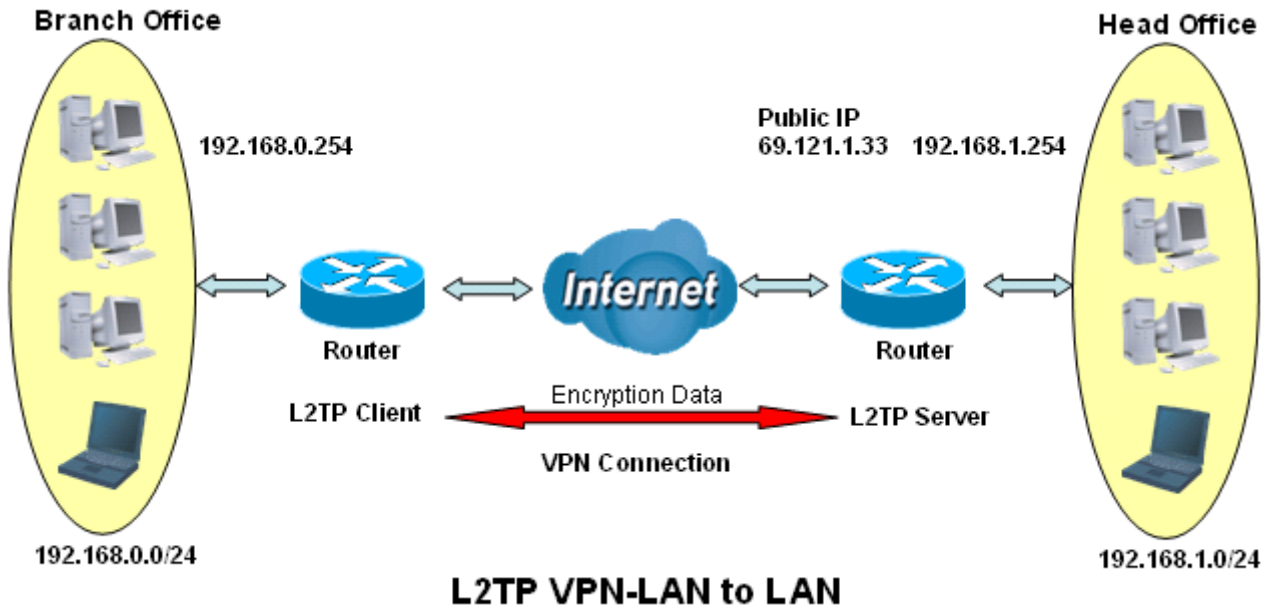 Branch Office
Head Office
192.168.0.254
Public IP
69.121.1.33 192.168.1.254
Internet
Router
Router
L2TP Client
Encryption Data
L2TP Server
VPN Connection
192.168.0.0/24
192.168.1.0/24
L2TP VPN-LAN to LAN